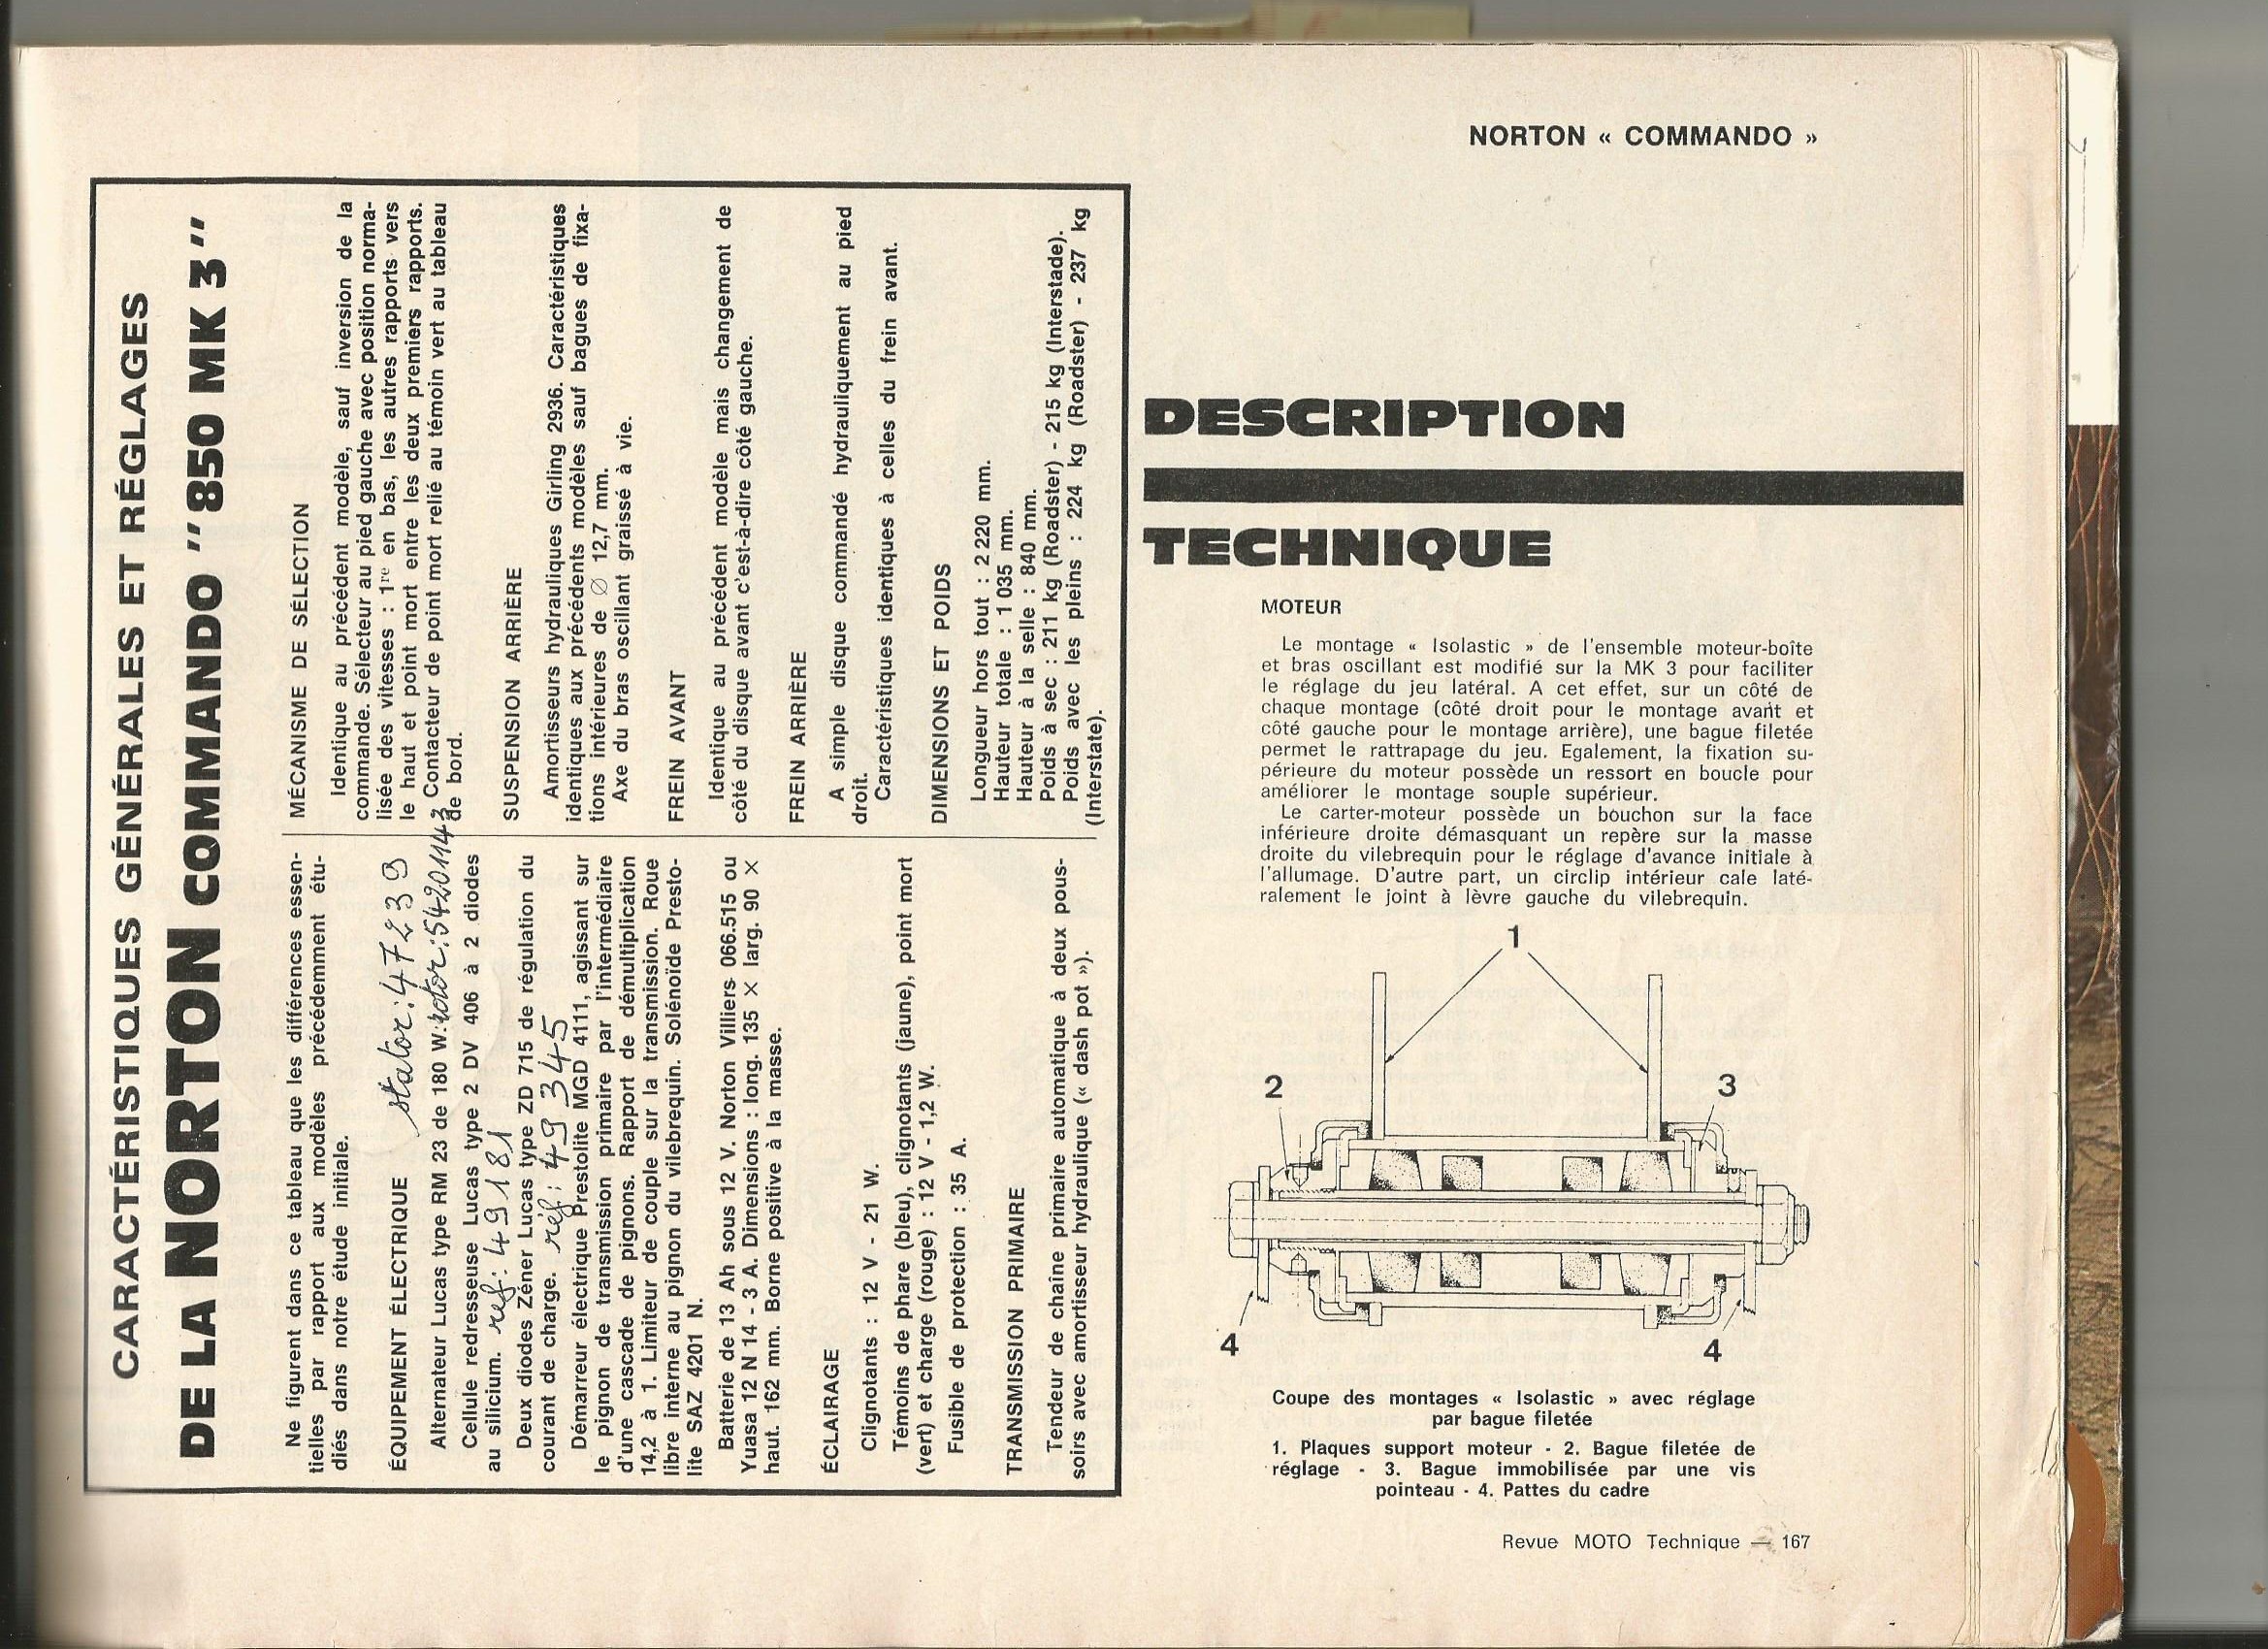 NORTON « COMMANDO »
CARACTÉRISTIQUES GÉNÉRALES ET RÉGLAGES
DE LA NORTON COMMANDO "850 MK 3"
Ne figurent dans ce tableau que les différences essen-
tielles par rapport aux modèles précédemment étu-
diés dans notre étude initiale.
ÉQUIPEMENT ÉLECTRIQUE
stator: 47239
Alternateur Lucas type RM 23 de 180 W. rotor: 54201143
Cellule redresseuse Lucas type 2 DV 406 à 2 diodes
au silicium. ref: 49181
Deux diodes Zéner Lucas type ZD 715 de régulation du
courant de charge. réf: 49345
Démarreur électrique Prestolite MGD 4111, agissant sur
le pignon de transmission primaire par l'intermédiaire
d'une cascade de pignons. Rapport de démultiplication
14,2 à 1. Limiteur de couple sur la transmission. Roue
libre interne au pignon du vilebrequin. Solénoïde Presto-
lite SAZ 4201 N.
Batterie de 13 Ah sous 12 V. Norton Villiers 066.515 ou
Yuasa 12 N 14 - 3 A. Dimensions : long. 135 × larg. 90 ×
haut. 162 mm. Borne positive à la masse.
ÉCLAIRAGE
Clignotants : 12 V - 21 W.
Témoins de phare (bleu), clignotants (jaune), point mort
(vert) et charge (rouge) : 12 V - 1,2 W.
Fusible de protection : 35 A.
TRANSMISSION PRIMAIRE
Tendeur de chaîne primaire automatique à deux pous-
soirs avec amortisseur hydraulique (« dash pot »).
MÉCANISME DE SÉLECTION
Identique au précédent modèle, sauf inversion de la
commande. Sélecteur au pied gauche avec position norma-
lisée des vitesses : 1re en bas, les autres rapports vers
le haut et point mort entre les deux premiers rapports.
Contacteur de point mort relié au témoin vert au tableau
de bord.
SUSPENSION ARRIÈRE
Amortisseurs hydrauliques Girling 2936. Caractéristiques
identiques aux précédents modèles sauf bagues de fixa-
tions intérieures de ∅ 12,7 mm.
Axe du bras oscillant graissé à vie.
FREIN AVANT
Identique au précédent modèle mais changement de
côté du disque avant c'est-à-dire côté gauche.
FREIN ARRIÈRE
A simple disque commandé hydrauliquement au pied
droit.
Caractéristiques identiques à celles du frein avant.
DIMENSIONS ET POIDS
Longueur hors tout : 2 220 mm.
Hauteur totale : 1 035 mm.
Hauteur à la selle : 840 mm.
Poids à sec : 211 kg (Roadster) - 215 kg (Interstade).
Poids avec les pleins : 224 kg (Roadster) - 237 kg
(Interstate).
DESCRIPTION
TECHNIQUE
MOTEUR
Le montage « Isolastic » de l'ensemble moteur-boîte
et bras oscillant est modifié sur la MK 3 pour faciliter
le réglage du jeu latéral. A cet effet, sur un côté de
chaque montage (côté droit pour le montage avant et
côté gauche pour le montage arrière), une bague filetée
permet le rattrapage du jeu. Egalement, la fixation su-
périeure du moteur possède un ressort en boucle pour
améliorer le montage souple supérieur.
Le carter-moteur possède un bouchon sur la face
inférieure droite démasquant un repère sur la masse
droite du vilebrequin pour le réglage d'avance initiale à
l'allumage. D'autre part, un circlip intérieur cale laté-
ralement le joint à lèvre gauche du vilebrequin.
1
2
3
4
4
Coupe des montages « Isolastic » avec réglage
par bague filetée
1. Plaques support moteur - 2. Bague filetée de
réglage - 3. Bague immobilisée par une vis
pointeau - 4. Pattes du cadre
Revue MOTO Technique — 167